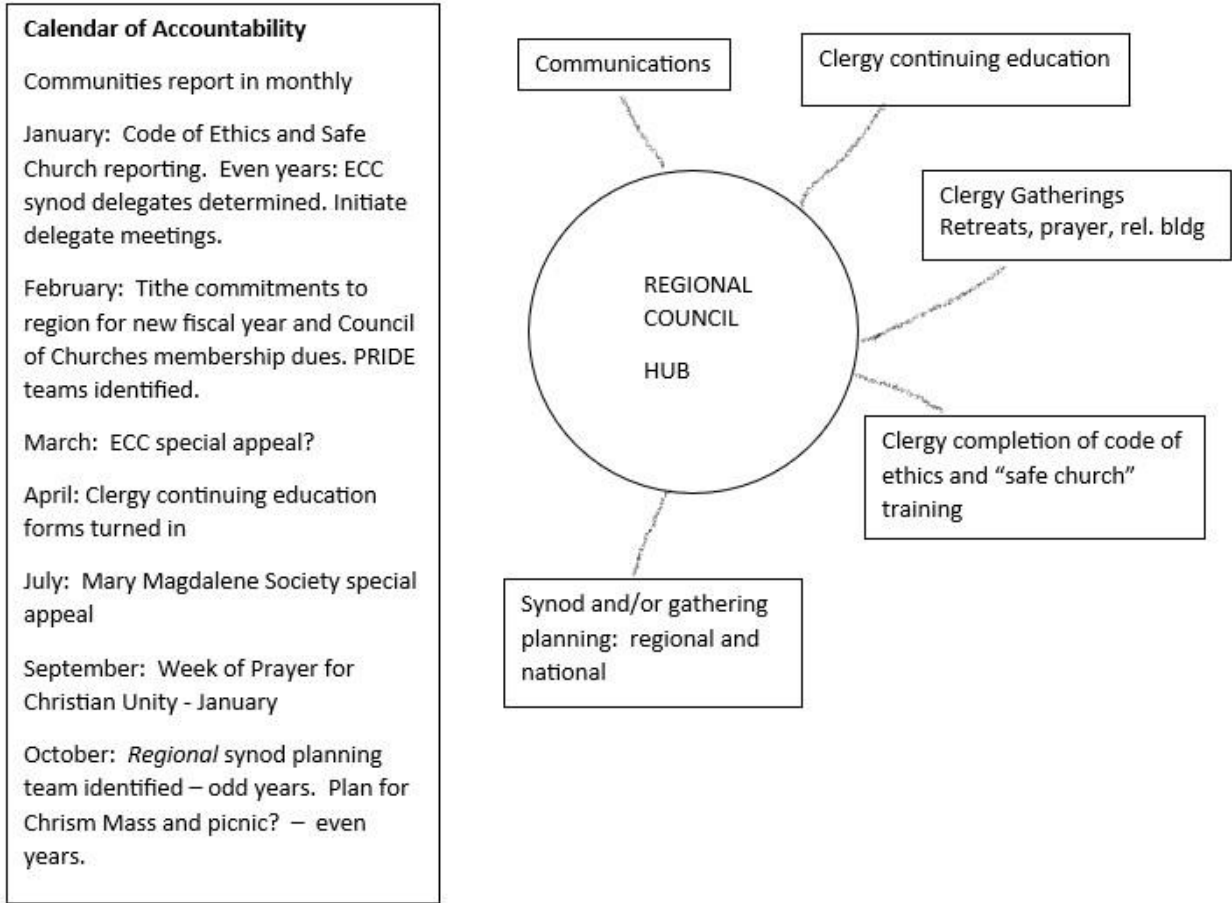 Calendar of Accountability
Communities report in monthly
January:  Code of Ethics and Safe
Church reporting.  Even years: ECC
synod delegates determined. Initiate
delegate meetings.
February:  Tithe commitments to
region for new fiscal year and Council
of Churches membership dues. PRIDE
teams identified.
March:  ECC special appeal?
April: Clergy continuing education
forms turned in
July:  Mary Magdalene Society special
appeal
September:  Week of Prayer for
Christian Unity - January
October:  Regional synod planning
team identified – odd years.  Plan for
Chrism Mass and picnic?  –  even
years.
Communications
Clergy continuing education
Clergy Gatherings
Retreats, prayer, rel. bldg
REGIONAL
COUNCIL
HUB
Clergy completion of code of
ethics and “safe church”
training
Synod and/or gathering
planning:  regional and
national